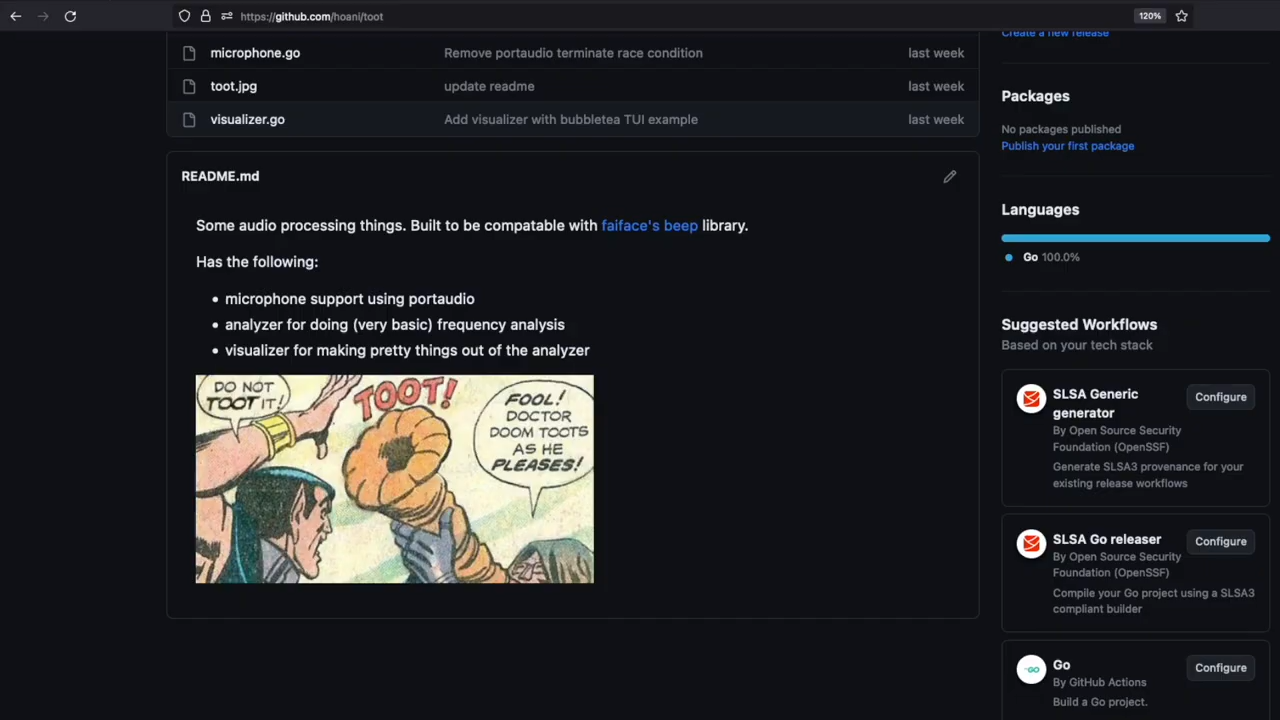 https://github.com/hoani/toot
120%
microphone.go Remove portaudio terminate race condition last week
toot.jpg update readme last week
visualizer.go Add visualizer with bubbletea TUI example last week
README.md
Some audio processing things. Built to be compatable with faiface's beep library.
Has the following:
• microphone support using portaudio
• analyzer for doing (very basic) frequency analysis
• visualizer for making pretty things out of the analyzer
DO NOT
TOOT IT!
TOOT!
FOOL!
DOCTOR
DOOM TOOTS
AS HE
PLEASES!
Create a new release
Packages
No packages published
Publish your first package
Languages
Go 100.0%
Suggested Workflows
Based on your tech stack
SLSA Generic
generator
Configure
By Open Source Security
Foundation (OpenSSF)
Generate SLSA3 provenance for your
existing release workflows
SLSA Go releaser
Configure
By Open Source Security
Foundation (OpenSSF)
Compile your Go project using a SLSA3
compliant builder
GO
Go
Configure
By GitHub Actions
Build a Go project.